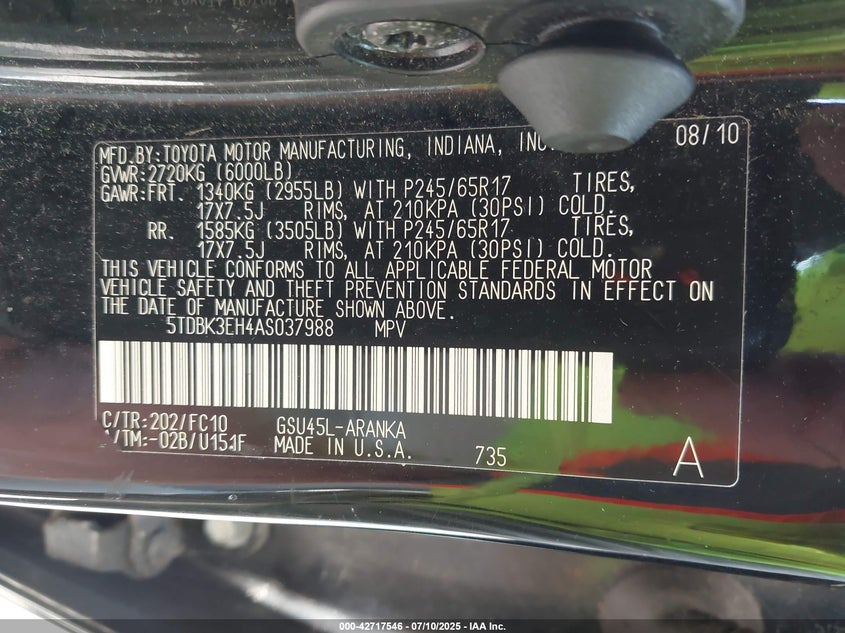 MFD.BY:TOYOTA MOTOR MANUFACTURING, INDIANA, INC. 08/10
GVWR:2720KG (6000LB)
GAWR:FRT. 1340KG (2955LB) WITH P245/65R17 TIRES,
17X7.5J RIMS, AT 210KPA (30PSI) COLD.
RR. 1585KG (3505LB) WITH P245/65R17 TIRES,
17X7.5J RIMS, AT 210KPA (30PSI) COLD.
THIS VEHICLE CONFORMS TO ALL APPLICABLE FEDERAL MOTOR
VEHICLE SAFETY AND THEFT PREVENTION STANDARDS IN EFFECT ON
THE DATE OF MANUFACTURE SHOWN ABOVE.
5TDBK3EH4AS037988 MPV
C/TR:202/FC10 GSU45L-ARANKA
/TM:-02B/U151F MADE IN U.S.A. 735 A
000-42717546 - 07/10/2025 - IAA Inc.